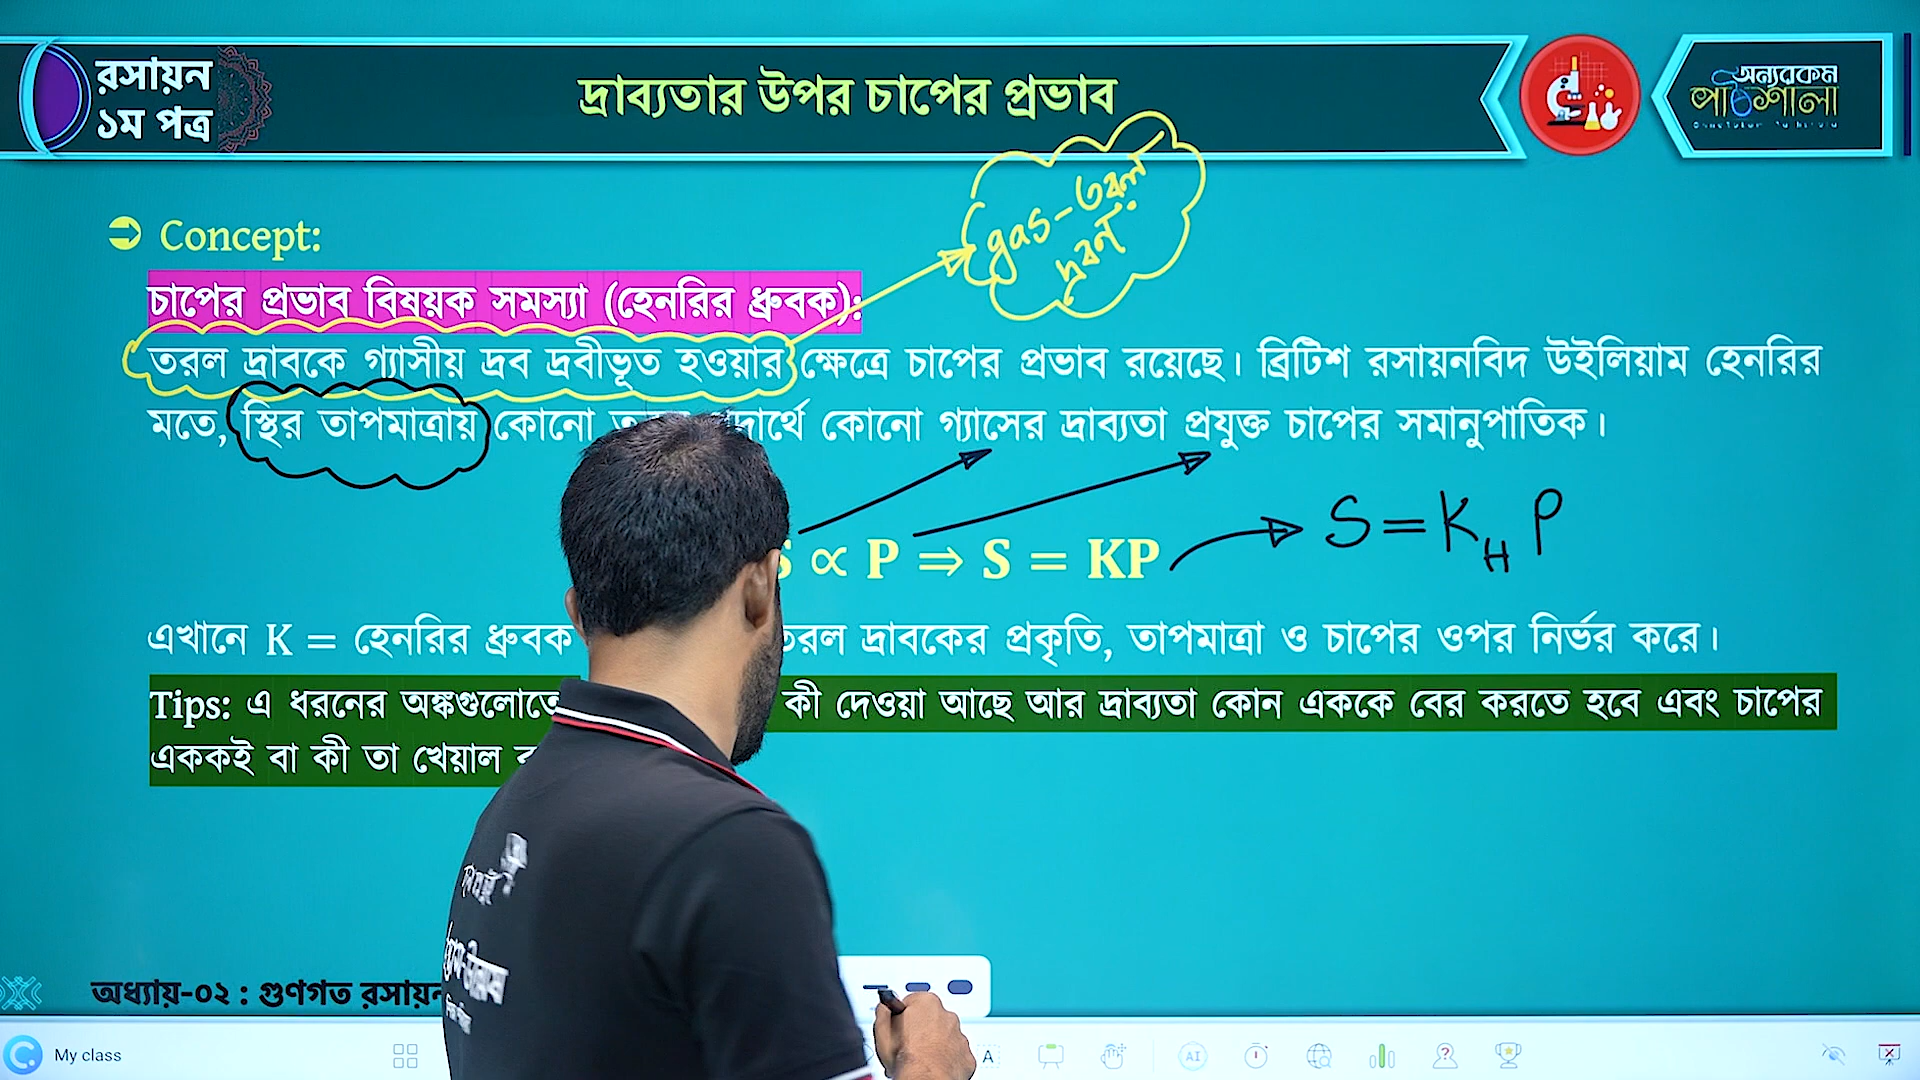 রসায়ন
১ম পত্র
দ্রাব্যতার উপর চাপের প্রভাব
অন্যরকম
পাঠশালা
Concept:
gas-তরল
দ্রবণ
চাপের প্রভাব বিষয়ক সমস্যা (হেনরির ধ্রুবক):
তরল দ্রাবকে গ্যাসীয় দ্রব দ্রবীভূত হওয়ার ক্ষেত্রে চাপের প্রভাব রয়েছে। ব্রিটিশ রসায়নবিদ উইলিয়াম হেনরির
মতে, স্থির তাপমাত্রায় কোনো কোনো গ্যাসের দ্রাব্যতা প্রযুক্ত চাপের সমানুপাতিক।
S ∝ P ⇒ S = KP
S = K_H P
এখানে K = হেনরির ধ্রুবক তরল দ্রাবকের প্রকৃতি, তাপমাত্রা ও চাপের ওপর নির্ভর করে।
Tips: এ ধরনের অঙ্কগুলোতে কী দেওয়া আছে আর দ্রাব্যতা কোন এককে বের করতে হবে এবং চাপের
এককই বা কী তা খেয়াল
অধ্যায়-০২ : গুণগত রসায়ন
My class
A
AI